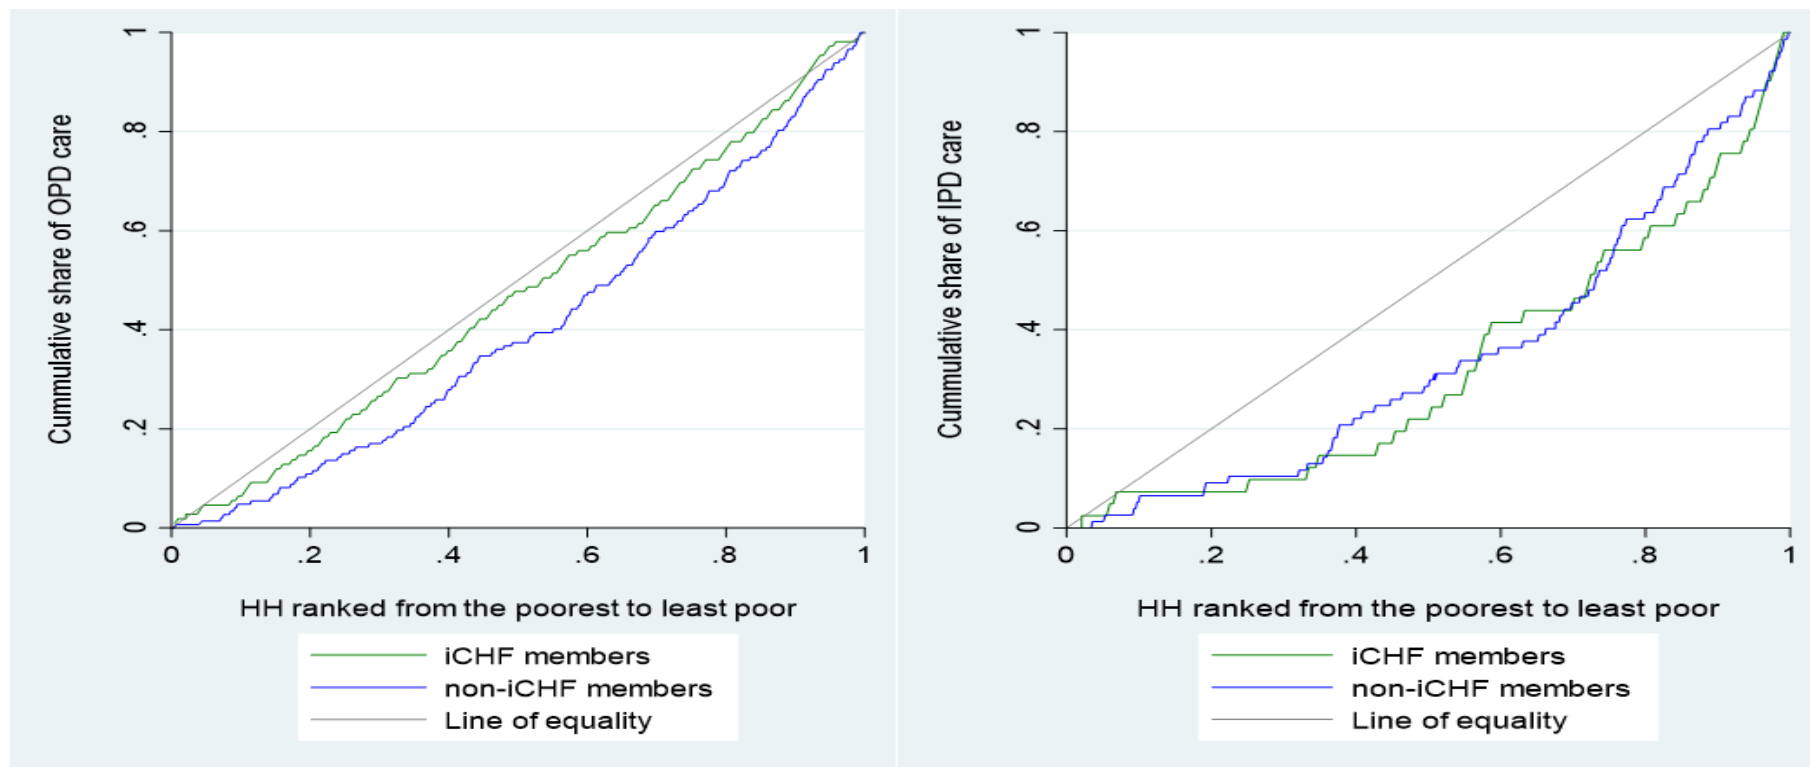 Cummulative share of OPD care
1
.8
.6
.4
.2
0
0 .2 .4 .6 .8 1
HH ranked from the poorest to least poor
iCHF members
non-iCHF members
Line of equality
Cummulative share of IPD care
1
.8
.6
.4
.2
0
0 .2 .4 .6 .8 1
HH ranked from the poorest to least poor
iCHF members
non-iCHF members
Line of equality